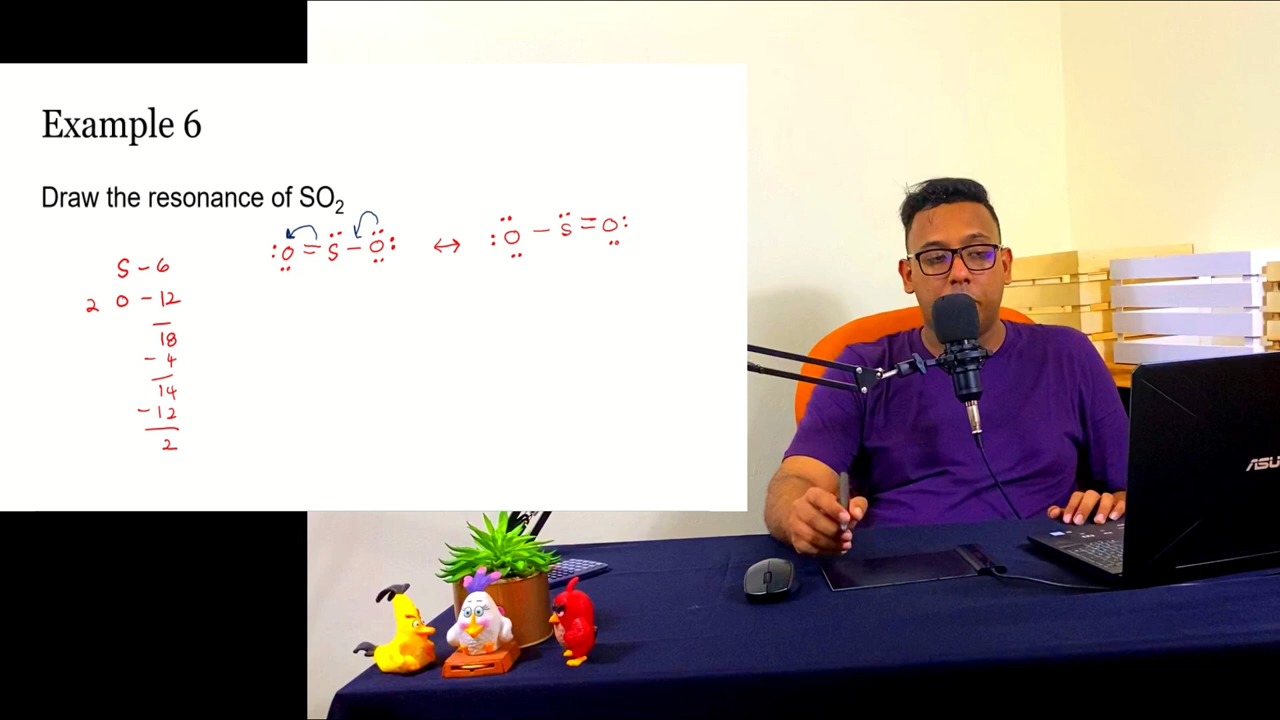 Example 6
Draw the resonance of SO₂
:O=S-O: ↔ :O-S=O:
S-6
2 O-12
18
-4
14
-12
2
ASU